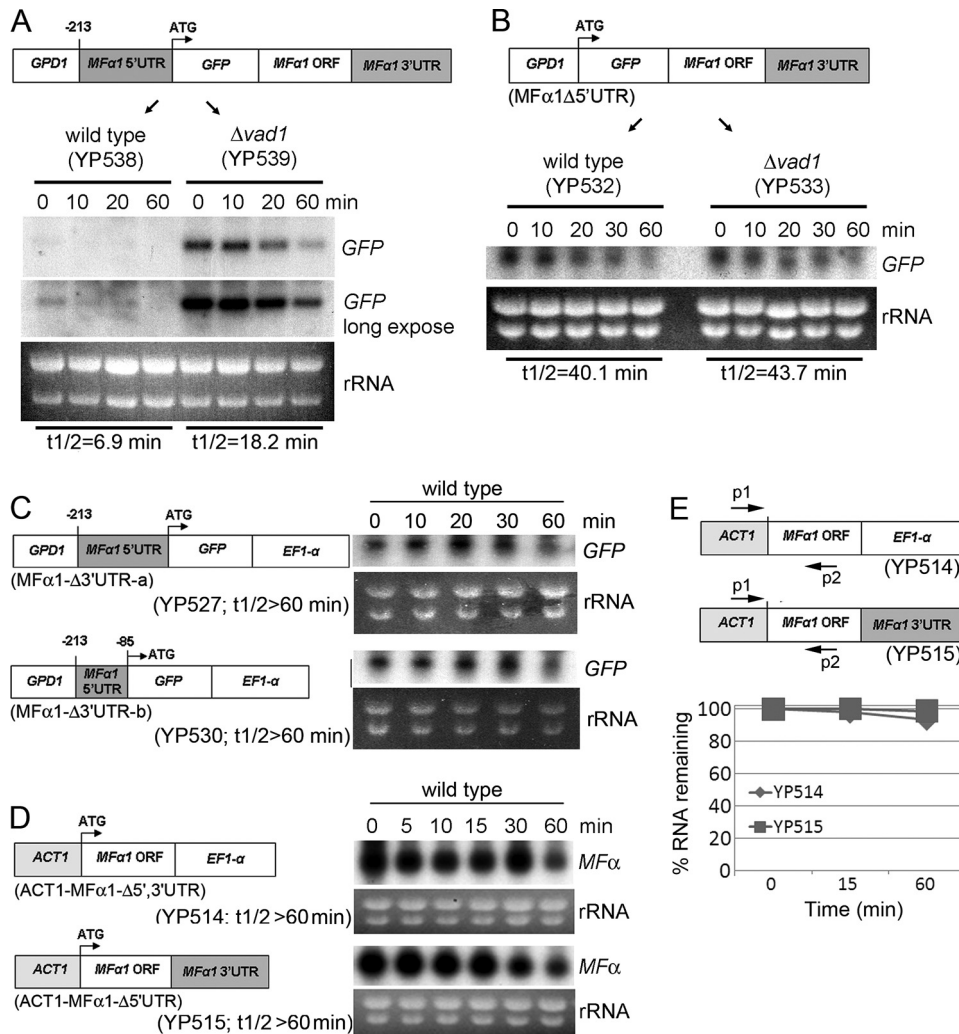 A
-213 ATG
GPD1 MFα1 5'UTR GFP MFα1 ORF MFα1 3'UTR
wild type Δvad1
(YP538) (YP539)
0 10 20 60 0 10 20 60 min
GFP
GFP
long expose
rRNA
t1/2=6.9 min t1/2=18.2 min
B
ATG
GPD1 GFP MFα1 ORF MFα1 3'UTR
(MFα1Δ5'UTR)
wild type Δvad1
(YP532) (YP533)
0 10 20 30 60 0 10 20 30 60 min
GFP
rRNA
t1/2=40.1 min t1/2=43.7 min
C
wild type
-213 ATG
0 10 20 30 60 min
GPD1 MFα1 5'UTR GFP EF1-α
GFP
(MFα1-Δ3'UTR-a)
(YP527; t1/2>60 min)
rRNA
-213 -85 ATG
GPD1 MFα1 5'UTR GFP EF1-α
GFP
(MFα1-Δ3'UTR-b)
(YP530; t1/2>60 min)
rRNA
D
wild type
0 5 10 15 30 60 min
ATG
ACT1 MFα1 ORF EF1-α
MFα
(ACT1-MFα1-Δ5',3'UTR)
(YP514: t1/2 >60 min)
rRNA
ATG
ACT1 MFα1 ORF MFα1 3'UTR
MFα
(ACT1-MFα1-Δ5'UTR)
(YP515; t1/2>60 min)
rRNA
E
p1
ACT1 MFα1 ORF EF1-α
p2
(YP514)
p1
ACT1 MFα1 ORF MFα1 3'UTR
p2
(YP515)
% RNA remaining
100
80
60
40
20
0
YP514
YP515
0 15 60
Time (min)